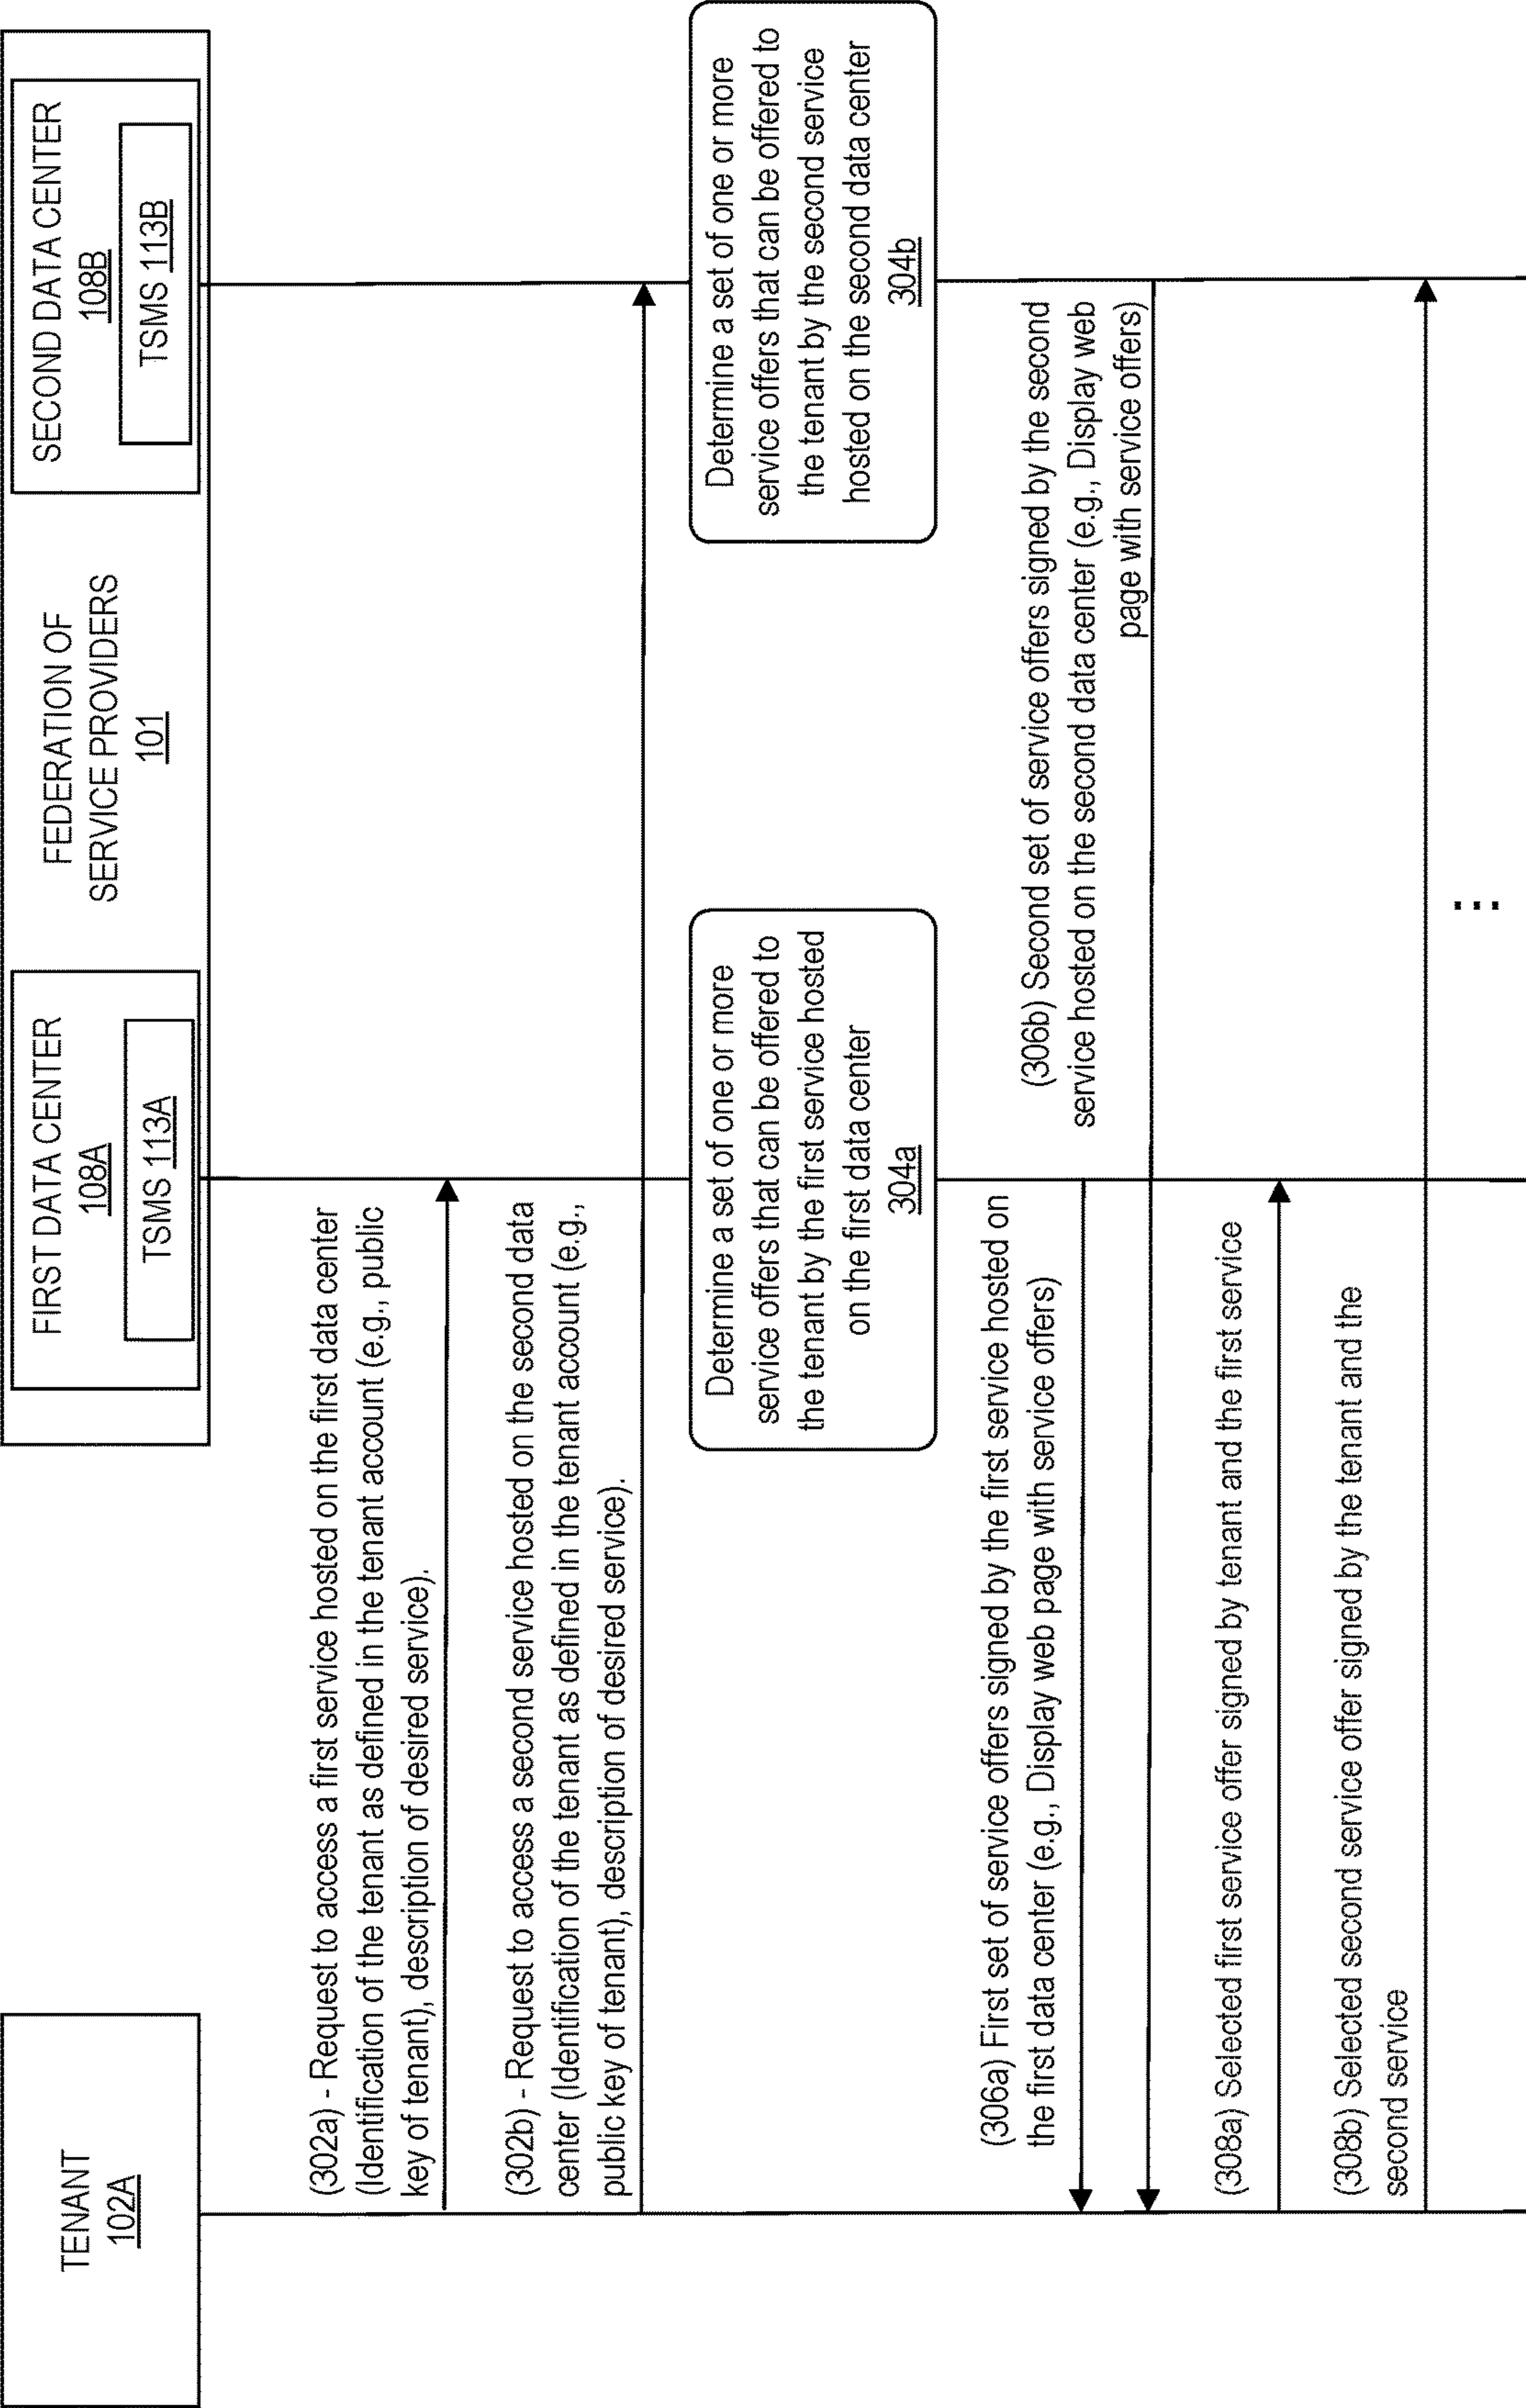 TENANT
102A
FIRST DATA CENTER
108A
TSMS 113A
FEDERATION OF
SERVICE PROVIDERS
101
SECOND DATA CENTER
108B
TSMS 113B
(302a) - Request to access a first service hosted on the first data center
(Identification of the tenant as defined in the tenant account (e.g., public
key of tenant), description of desired service).
(302b) - Request to access a second service hosted on the second data
center (Identification of the tenant as defined in the tenant account (e.g.,
public key of tenant), description of desired service).
Determine a set of one or more
service offers that can be offered to
the tenant by the first service hosted
on the first data center
304a
Determine a set of one or more
service offers that can be offered to
the tenant by the second service
hosted on the second data center
304b
(306a) First set of service offers signed by the first service hosted on
the first data center (e.g., Display web page with service offers)
(306b) Second set of service offers signed by the second
service hosted on the second data center (e.g., Display web
page with service offers)
(308a) Selected first service offer signed by tenant and the first service
(308b) Selected second service offer signed by the tenant and the
second service
...